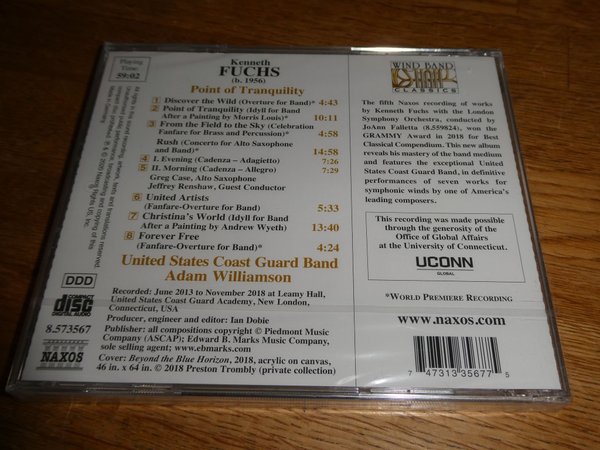 Playing
Time:
59:02
Kenneth
FUCHS
(b. 1956)
Point of Tranquility
1 Discover the Wild (Overture for Band)* 4:43
2 Point of Tranquility (Idyll for Band
After a Painting by Morris Louis) 10:11
3 From the Field to the Sky (Celebration
Fanfare for Brass and Percussion) 4:58
Rush (Concerto for Alto Saxophone
and Band)* 14:58
4 I. Evening (Cadenza – Adagietto) 7:26
5 II. Morning (Cadenza – Allegro) 7:29
Greg Case, Alto Saxophone
Jeffrey Renshaw, Guest Conductor
6 United Artists
(Fanfare-Overture for Band) 5:33
7 Christina's World (Idyll for Band
After a Painting by Andrew Wyeth) 13:40
8 Forever Free
(Fanfare-Overture for Band)* 4:24
United States Coast Guard Band
Adam Williamson
Recorded: June 2013 to November 2018 at Leamy Hall,
United States Coast Guard Academy, New London,
Connecticut, USA
Producer, engineer and editor: Ian Dobie
Publisher: all compositions copyright © Piedmont Music
Company (ASCAP); Edward B. Marks Music Company,
sole selling agent; www.ebmarks.com
Cover: Beyond the Blue Horizon, 2018, acrylic on canvas,
46 in. x 64 in. © 2018 Preston Trombly (private collection)
DDD
COMPACT
disc
DIGITAL AUDIO
8.573567
NAXOS
WIND BAND
CLASSICS
The fifth Naxos recording of works
by Kenneth Fuchs with the London
Symphony Orchestra, conducted by
JoAnn Falletta (8.559824), won the
GRAMMY Award in 2018 for Best
Classical Compendium. This new album
reveals his mastery of the band medium
and features the exceptional United
States Coast Guard Band, in definitive
performances of seven works for
symphonic winds by one of America's
leading composers.
This recording was made possible
through the generosity of the
Office of Global Affairs
at the University of Connecticut.
UCONN
GLOBAL
*WORLD PREMIERE RECORDING
www.naxos.com
7 47313 35677 5